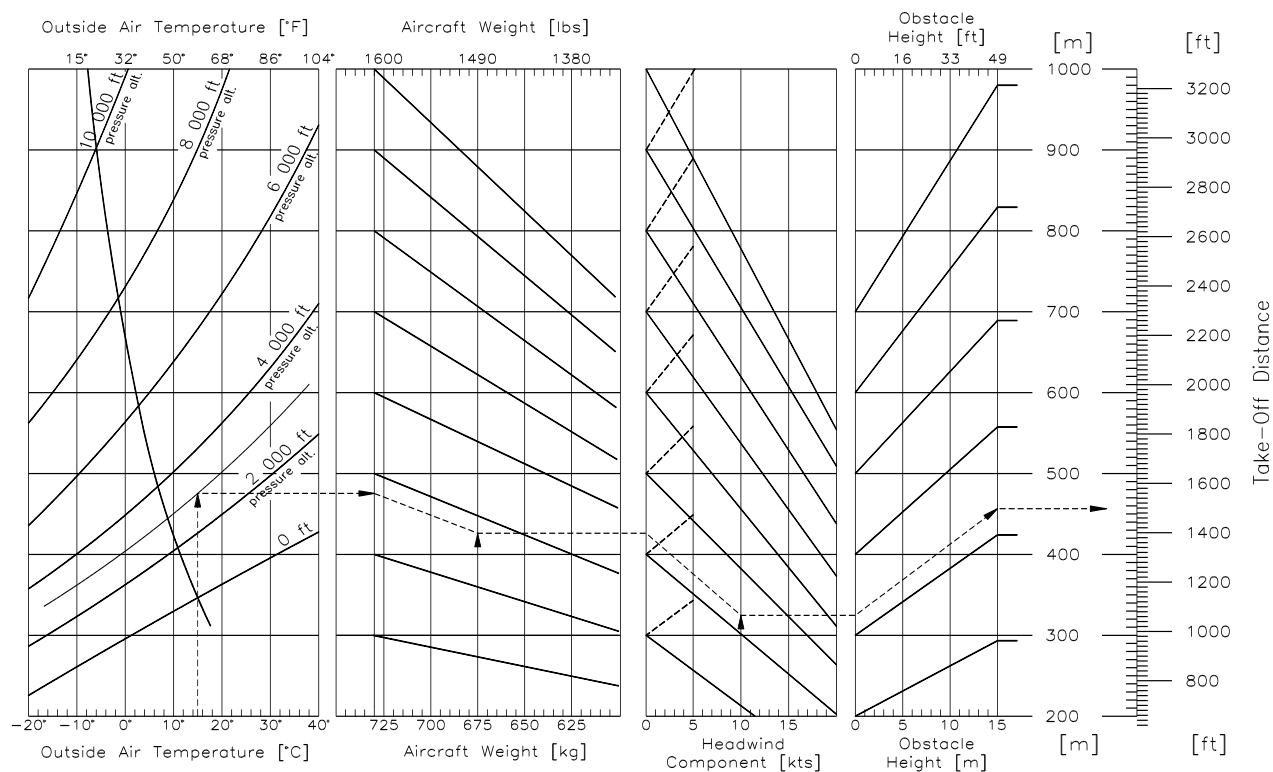 Outside Air Temperature [°F]
15° 32° 50° 68° 86° 104°
Aircraft Weight [lbs]
1600 1490 1380
Obstacle
Height [ft]
0 16 33 49
[m]
[ft]
10 000 ft
pressure alt.
8 000 ft
pressure alt.
6 000 ft
pressure alt.
4 000 ft
pressure alt.
2 000 ft
pressure alt.
0 ft
1000
900
800
700
600
500
400
300
200
3200
3000
2800
2600
2400
2200
2000
1800
1600
1400
1200
1000
800
Take-Off Distance
-20° -10° 0° 10° 20° 30° 40°
Outside Air Temperature [°C]
725 700 675 650 625
Aircraft Weight [kg]
0 10 15 20
Headwind
Component [kts]
0 5 10 15
Obstacle
Height [m]
[m]
[ft]